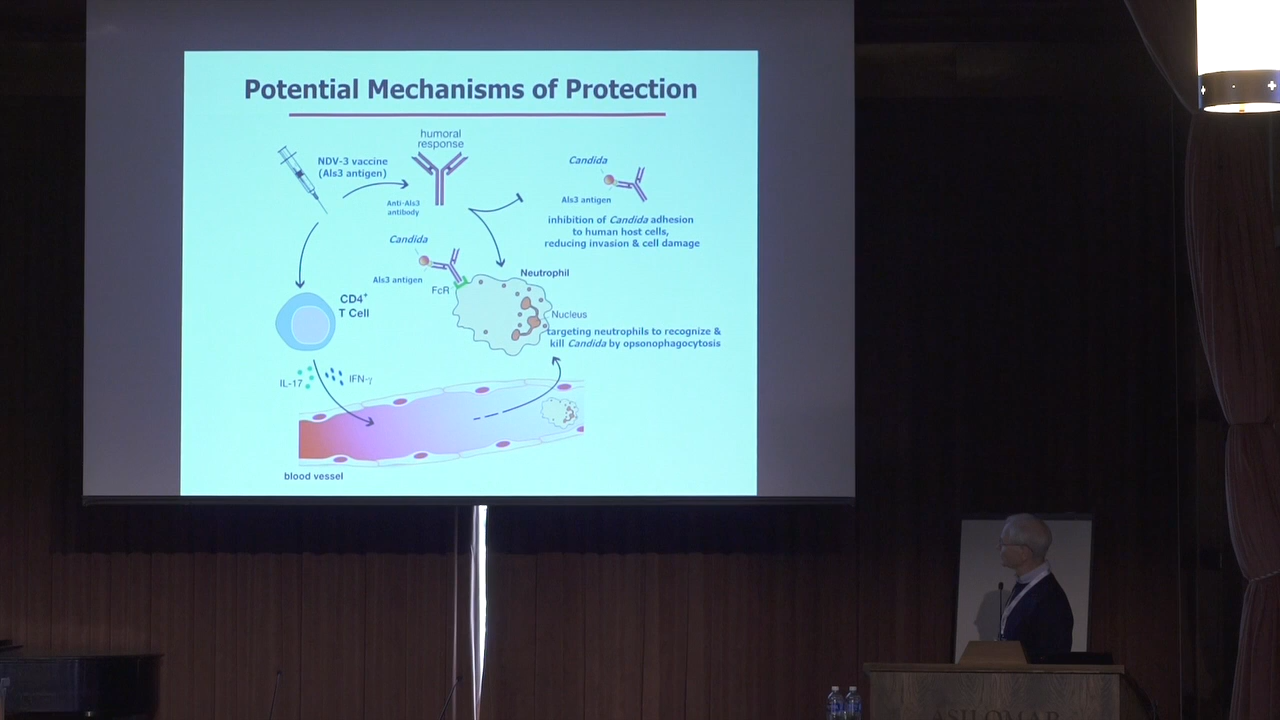 Potential Mechanisms of Protection
humoral
response
NDV-3 vaccine
(Als3 antigen)
Anti-Als3
antibody
Candida
Als3 antigen
inhibition of Candida adhesion
to human host cells,
reducing invasion & cell damage
Candida
Als3 antigen
FcR
Neutrophil
Nucleus
targeting neutrophils to recognize &
kill Candida by opsonophagocytosis
CD4+
T Cell
IL-17
IFN-γ
blood vessel
ASILOMAR